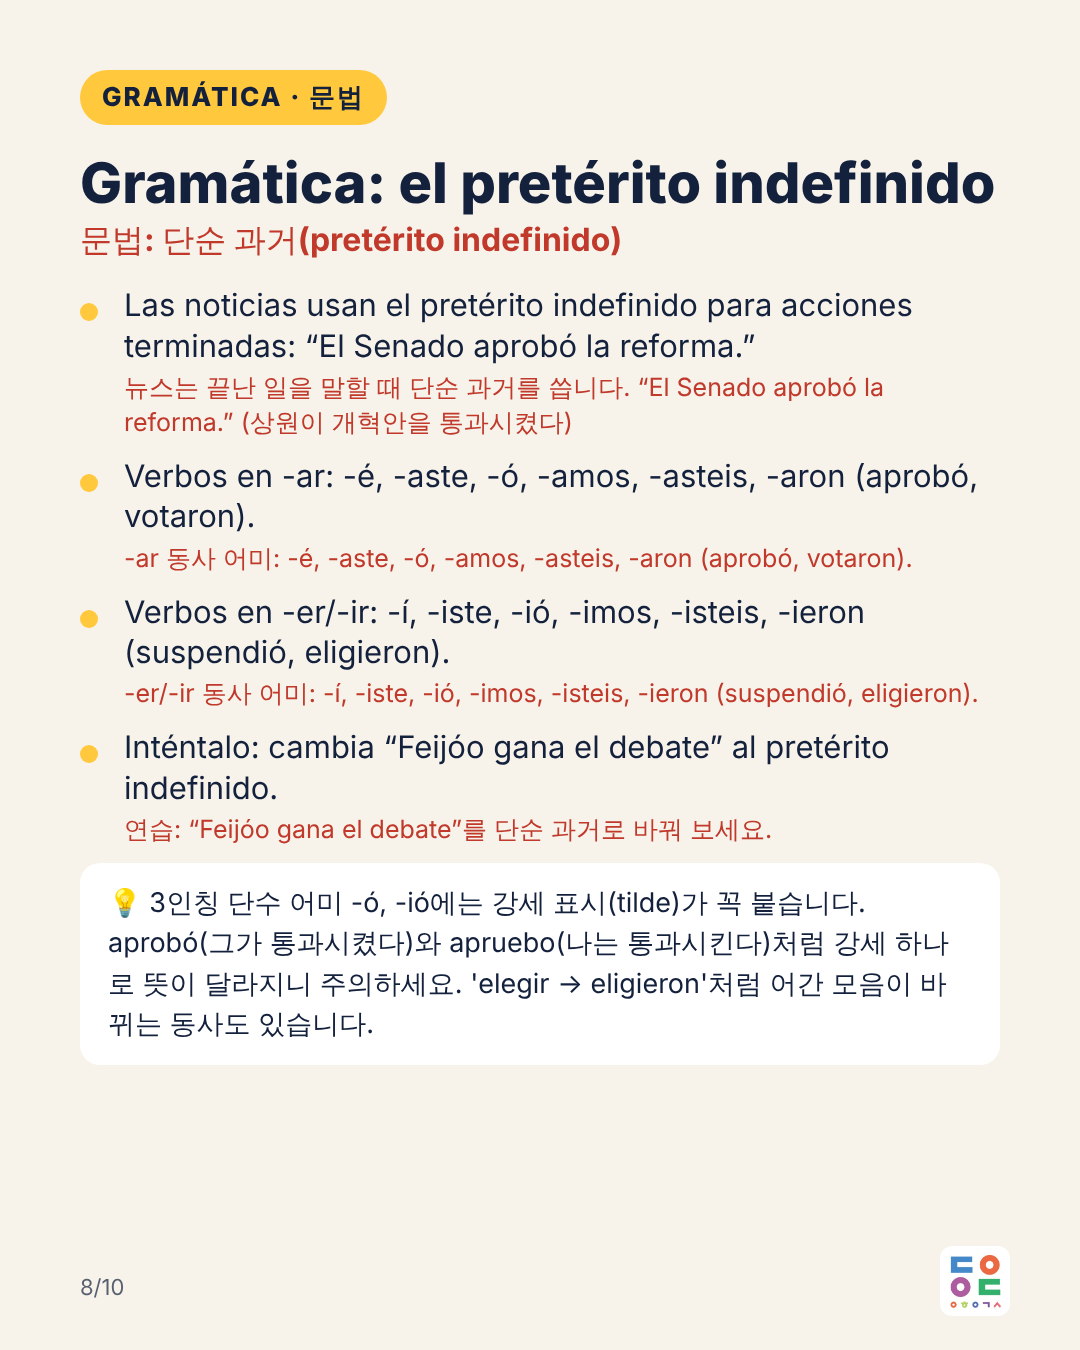 GRAMÁTICA · 문법
Gramática: el pretérito indefinido
문법: 단순 과거(pretérito indefinido)
Las noticias usan el pretérito indefinido para acciones
terminadas: “El Senado aprobó la reforma.”
뉴스는 끝난 일을 말할 때 단순 과거를 씁니다. “El Senado aprobó la
reforma.” (상원이 개혁안을 통과시켰다)
Verbos en -ar: -é, -aste, -ó, -amos, -asteis, -aron (aprobó,
votaron).
-ar 동사 어미: -é, -aste, -ó, -amos, -asteis, -aron (aprobó, votaron).
Verbos en -er/-ir: -í, -iste, -ió, -imos, -isteis, -ieron
(suspendió, eligieron).
-er/-ir 동사 어미: -í, -iste, -ió, -imos, -isteis, -ieron (suspendió, eligieron).
Inténtalo: cambia “Feijóo gana el debate” al pretérito
indefinido.
연습: “Feijóo gana el debate”를 단순 과거로 바꿔 보세요.
💡 3인칭 단수 어미 -ó, -ió에는 강세 표시(tilde)가 꼭 붙습니다.
aprobó(그가 통과시켰다)와 apruebo(나는 통과시킨다)처럼 강세 하나
로 뜻이 달라지니 주의하세요. 'elegir → eligieron'처럼 어간 모음이 바
뀌는 동사도 있습니다.
8/10